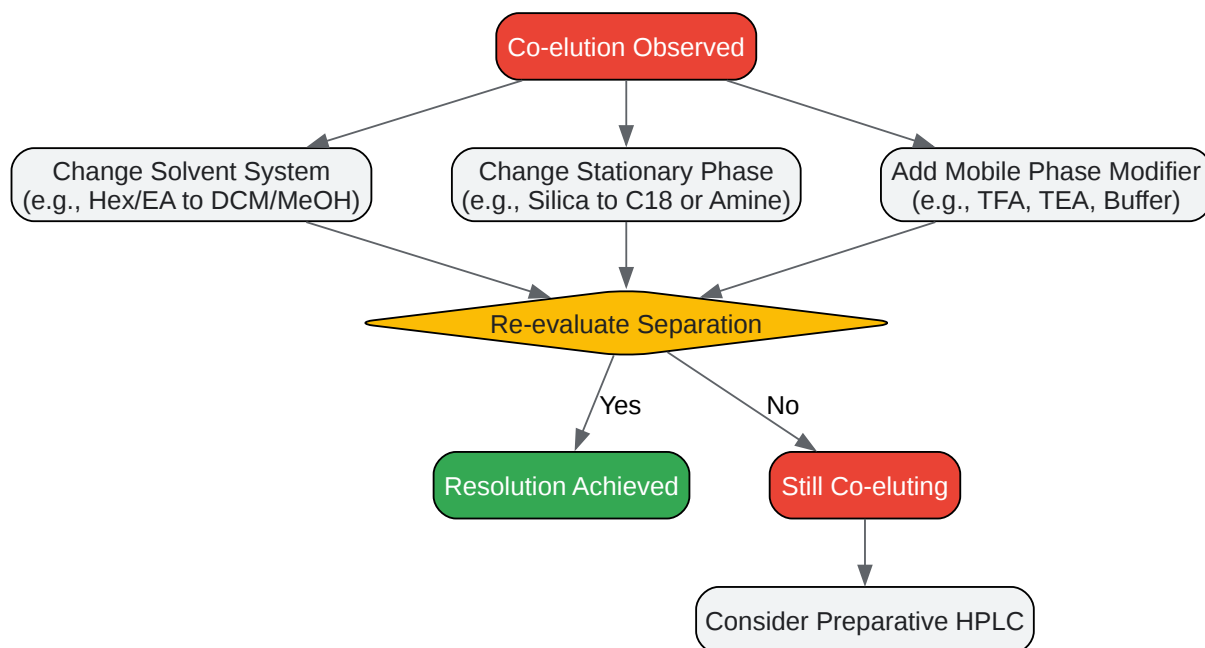 Co-elution Observed
Change Solvent System
(e.g., Hex/EA to DCM/MeOH)
Change Stationary Phase
(e.g., Silica to C18 or Amine)
Add Mobile Phase Modifier
(e.g., TFA, TEA, Buffer)
Re-evaluate Separation
Yes
No
Resolution Achieved
Still Co-eluting
Consider Preparative HPLC